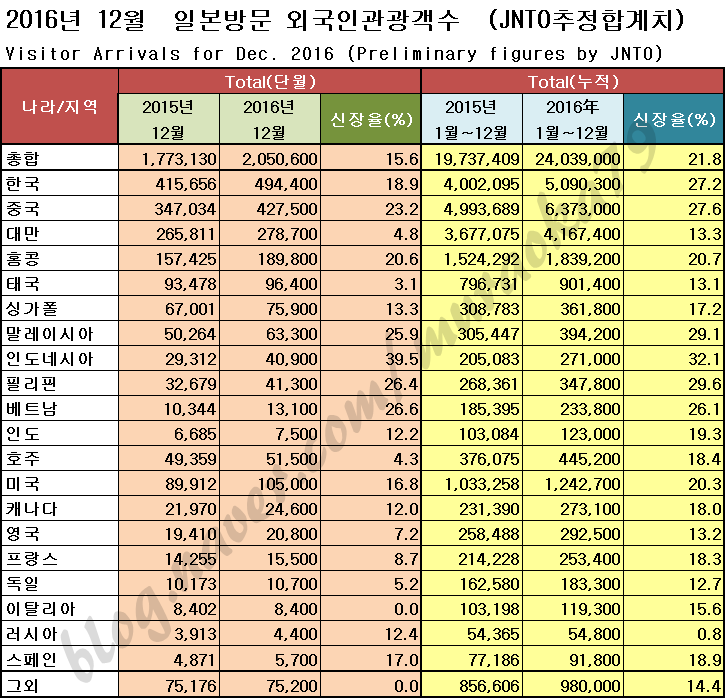 2016년 12월 일본방문 외국인관광객수 (JNTO추정합계치)
Visitor Arrivals for Dec. 2016 (Preliminary figures by JNTO)
나라/지역 Total(단월) Total(누적)
2015년 12월 2016년 12월 신장율(%) 2015년 1월~12월 2016年 1월~12월 신장율(%)
총합 1,773,130 2,050,600 15.6 19,737,409 24,039,000 21.8
한국 415,656 494,400 18.9 4,002,095 5,090,300 27.2
중국 347,034 427,500 23.2 4,993,689 6,373,000 27.6
대만 265,811 278,700 4.8 3,677,075 4,167,400 13.3
홍콩 157,425 189,800 20.6 1,524,292 1,839,200 20.7
태국 93,478 96,400 3.1 796,731 901,400 13.1
싱가폴 67,001 75,900 13.3 308,783 361,800 17.2
말레이시아 50,264 63,300 25.9 305,447 394,200 29.1
인도네시아 29,312 40,900 39.5 205,083 271,000 32.1
필리핀 32,679 41,300 26.4 268,361 347,800 29.6
베트남 10,344 13,100 26.6 185,395 233,800 26.1
인도 6,685 7,500 12.2 103,084 123,000 19.3
호주 49,359 51,500 4.3 376,075 445,200 18.4
미국 89,912 105,000 16.8 1,033,258 1,242,700 20.3
캐나다 21,970 24,600 12.0 231,390 273,100 18.0
영국 19,410 20,800 7.2 258,488 292,500 13.2
프랑스 14,255 15,500 8.7 214,228 253,400 18.3
독일 10,173 10,700 5.2 162,580 183,300 12.7
이탈리아 8,402 8,400 0.0 103,198 119,300 15.6
러시아 3,913 4,400 12.4 54,365 54,800 0.8
스페인 4,871 5,700 17.0 77,186 91,800 18.9
그외 75,176 75,200 0.0 856,606 980,000 14.4